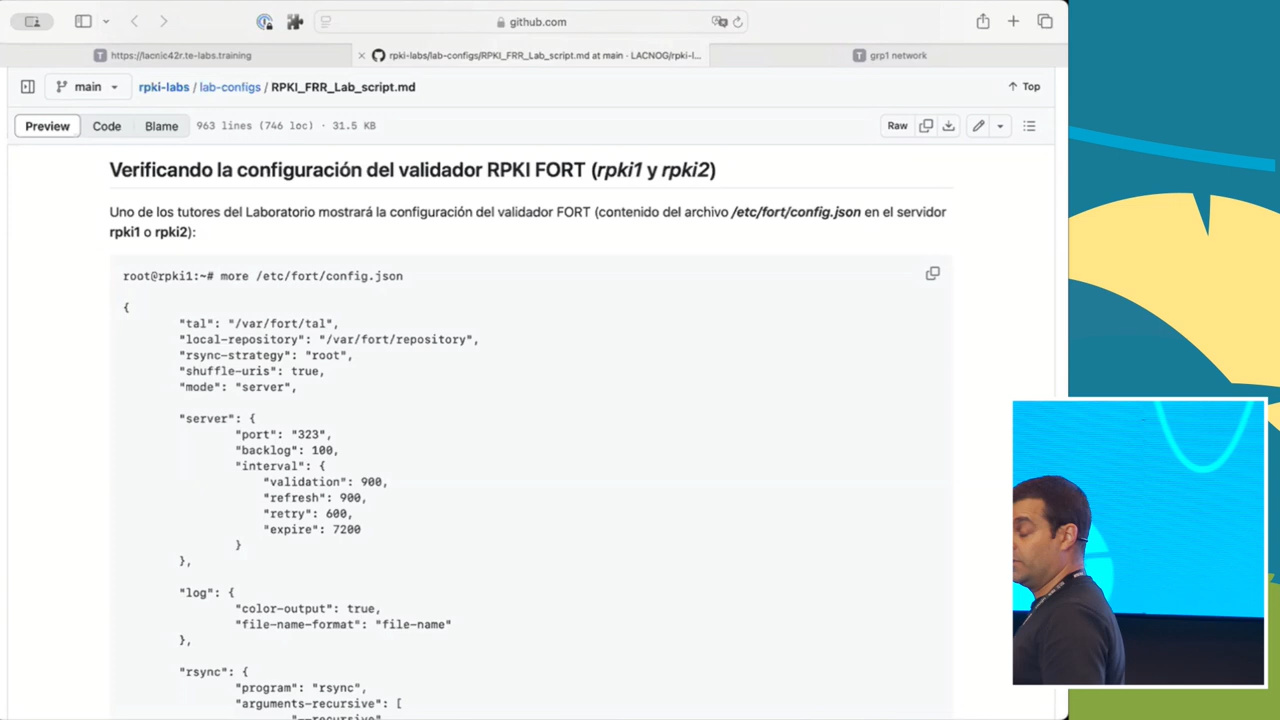 github.com
https://lacnic42r.te-labs.training
rpki-labs/lab-configs/RPKI_FRR_Lab_script.md at main · LACNOG/rpki-l...
grp1 network
main
rpki-labs / lab-configs / RPKI_FRR_Lab_script.md
Top
Preview
Code
Blame
963 lines (746 loc) · 31.5 KB
Raw
Verificando la configuración del validador RPKI FORT (rpki1 y rpki2)
Uno de los tutores del Laboratorio mostrará la configuración del validador FORT (contenido del archivo /etc/fort/config.json en el servidor
rpki1 o rpki2):
root@rpki1:~# more /etc/fort/config.json
{
"tal": "/var/fort/tal",
"local-repository": "/var/fort/repository",
"rsync-strategy": "root",
"shuffle-uris": true,
"mode": "server",
"server": {
"port": "323",
"backlog": 100,
"interval": {
"validation": 900,
"refresh": 900,
"retry": 600,
"expire": 7200
}
},
"log": {
"color-output": true,
"file-name-format": "file-name"
},
"rsync": {
"program": "rsync",
"arguments-recursive": [
"--recursive",